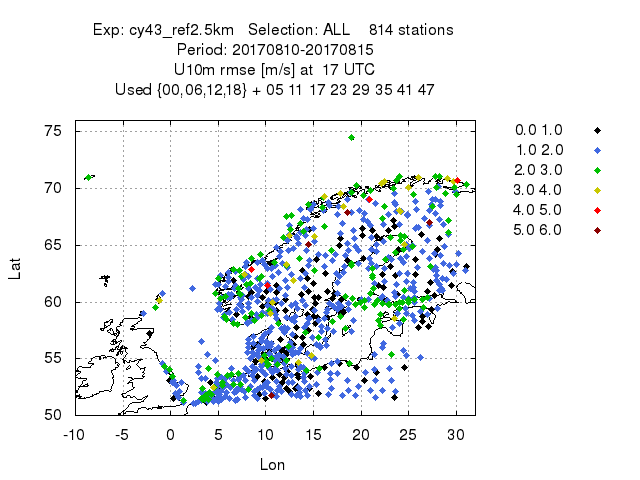 Exp: cy43_ref2.5km   Selection: ALL    814 stations
Period: 20170810-20170815
U10m rmse [m/s] at  17 UTC
Used {00,06,12,18} + 05 11 17 23 29 35 41 47
0.0 1.0
1.0 2.0
2.0 3.0
3.0 4.0
4.0 5.0
5.0 6.0
75
70
65
60
55
50
Lat
-10 -5 0 5 10 15 20 25 30
Lon